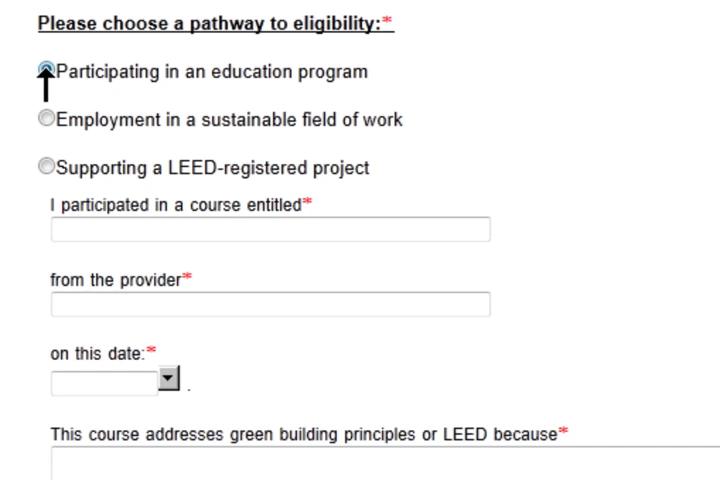 Please choose a pathway to eligibility:*
Participating in an education program
Employment in a sustainable field of work
Supporting a LEED-registered project
I participated in a course entitled*
from the provider*
on this date:*
.
This course addresses green building principles or LEED because*